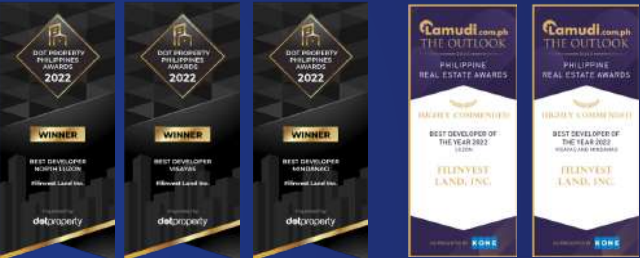 DOT PROPERTY
PHILIPPINES
AWARDS
2022
WINNER
BEST DEVELOPER
NORTH LUZON
Filinvest Land Inc.
dotproperty
DOT PROPERTY
PHILIPPINES
AWARDS
2022
WINNER
BEST DEVELOPER
VISAYAS
Filinvest Land Inc.
dotproperty
DOT PROPERTY
PHILIPPINES
AWARDS
2022
WINNER
BEST DEVELOPER
MINDANAO
Filinvest Land Inc.
dotproperty
Lamudi.com.ph
THE OUTLOOK
PHILIPPINE
REAL ESTATE AWARDS
HIGHLY COMMENDED
BEST DEVELOPER OF
THE YEAR 2022
LUZON
FILINVEST
LAND, INC.
KONE
Lamudi.com.ph
THE OUTLOOK
PHILIPPINE
REAL ESTATE AWARDS
HIGHLY COMMENDED
BEST DEVELOPER OF
THE YEAR 2022
VISAYAS AND MINDANAO
FILINVEST
LAND, INC.
KONE